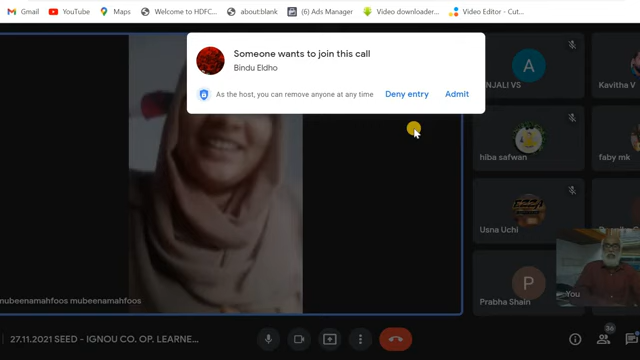 Gmail
YouTube
Maps
Welcome to HDFC...
about:blank
(6) Ads Manager
Video downloader...
Video Editor - Cut...
Someone wants to join this call
Bindu Eldho
As the host, you can remove anyone at any time
Deny entry
Admit
A
NJALI VS
Kavitha V
hiba safwan
faby mk
Usna Uchi
P
Prabha Shain
You
mubeenamahfoos mubeenamahfoos
27.11.2021 SEED - IGNOU CO. OP, LEARNE...
36